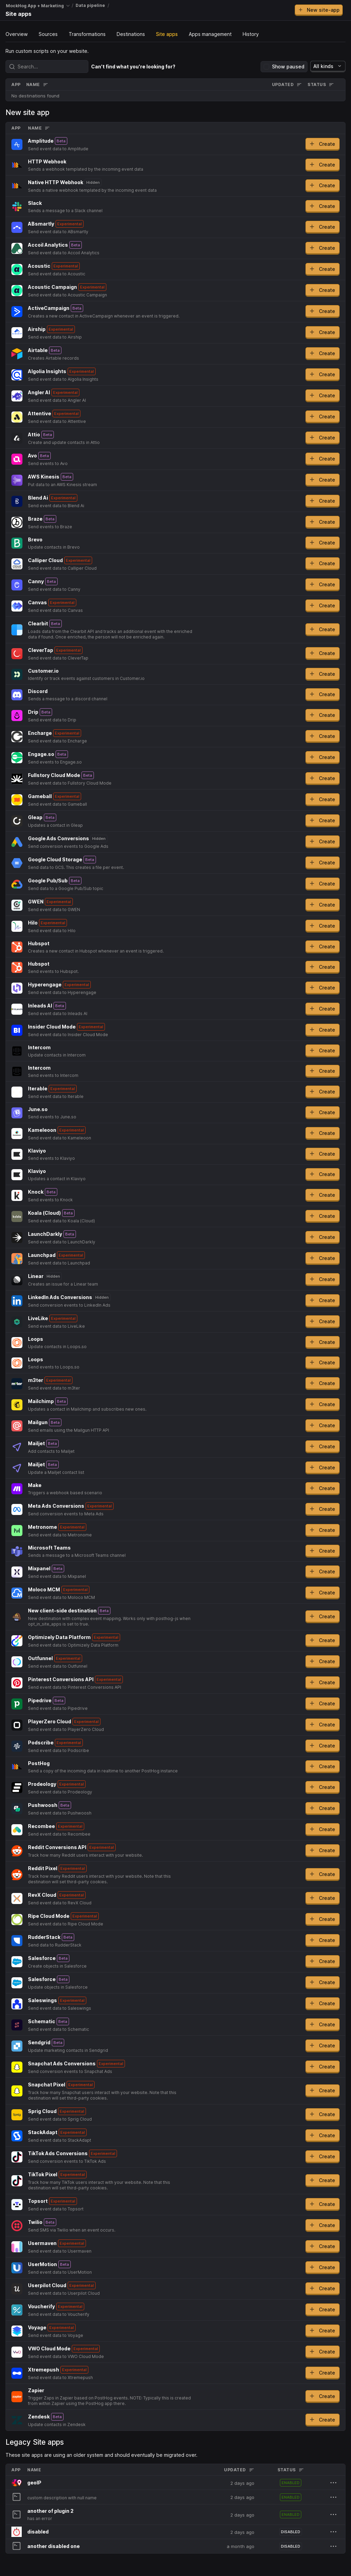 MockHog App + Marketing / Data pipeline /
Site apps
New site-app
Overview Sources Transformations Destinations Site apps Apps management History
Run custom scripts on your website.
Search...
Can't find what you're looking for?
Show paused
All kinds
APP NAME UPDATED STATUS
No destinations found
New site app
APP NAME
Amplitude Beta
Send event data to Amplitude
Create
HTTP Webhook
Sends a webhook templated by the incoming event data
Create
Native HTTP Webhook Hidden
Sends a native webhook templated by the incoming event data
Create
Slack
Sends a message to a Slack channel
Create
ABsmartly Experimental
Send event data to ABsmartly
Create
Accoil Analytics Beta
Send event data to Accoil Analytics
Create
Acoustic Experimental
Send event data to Acoustic
Create
Acoustic Campaign Experimental
Send event data to Acoustic Campaign
Create
ActiveCampaign Beta
Creates a new contact in ActiveCampaign whenever an event is triggered.
Create
Airship Experimental
Send event data to Airship
Create
Airtable Beta
Creates Airtable records
Create
Algolia Insights Experimental
Send event data to Algolia Insights
Create
Angler AI Experimental
Send event data to Angler AI
Create
Attentive Experimental
Send event data to Attentive
Create
Attio Beta
Create and update contacts in Attio
Create
Avo Beta
Send events to Avo
Create
AWS Kinesis Beta
Put data to an AWS Kinesis stream
Create
Blend Ai Experimental
Send event data to Blend Ai
Create
Braze Beta
Send events to Braze
Create
Brevo
Update contacts in Brevo
Create
Calliper Cloud Experimental
Send event data to Calliper Cloud
Create
Canny Beta
Send event data to Canny
Create
Canvas Experimental
Send event data to Canvas
Create
Clearbit Beta
Loads data from the Clearbit API and tracks an additional event with the enriched
data if found. Once enriched, the person will not be enriched again.
Create
CleverTap Experimental
Send event data to CleverTap
Create
Customer.io
Identify or track events against customers in Customer.io
Create
Discord
Sends a message to a discord channel
Create
Drip Beta
Send event data to Drip
Create
Encharge Experimental
Send event data to Encharge
Create
Engage.so Beta
Send events to Engage.so
Create
Fullstory Cloud Mode Beta
Send event data to Fullstory Cloud Mode
Create
Gameball Experimental
Send event data to Gameball
Create
Gleap Beta
Updates a contact in Gleap
Create
Google Ads Conversions Hidden
Send conversion events to Google Ads
Create
Google Cloud Storage Beta
Send data to GCS. This creates a file per event.
Create
Google Pub/Sub Beta
Send data to a Google Pub/Sub topic
Create
GWEN Experimental
Send event data to GWEN
Create
Hilo Experimental
Send event data to Hilo
Create
Hubspot
Creates a new contact in Hubspot whenever an event is triggered.
Create
Hubspot
Send events to Hubspot.
Create
Hyperengage Experimental
Send event data to Hyperengage
Create
Inleads AI Beta
Send event data to Inleads AI
Create
Insider Cloud Mode Experimental
Send event data to Insider Cloud Mode
Create
Intercom
Update contacts in Intercom
Create
Intercom
Send events to Intercom
Create
Iterable Experimental
Send event data to Iterable
Create
June.so
Send events to June.so
Create
Kameleoon Experimental
Send event data to Kameleoon
Create
Klaviyo
Send events to Klaviyo
Create
Klaviyo
Updates a contact in Klaviyo
Create
Knock Beta
Send events to Knock
Create
Koala (Cloud) Beta
Send event data to Koala (Cloud)
Create
LaunchDarkly Beta
Send event data to LaunchDarkly
Create
Launchpad Experimental
Send event data to Launchpad
Create
Linear Hidden
Creates an issue for a Linear team
Create
LinkedIn Ads Conversions Hidden
Send conversion events to LinkedIn Ads
Create
LiveLike Experimental
Send event data to LiveLike
Create
Loops
Update contacts in Loops.so
Create
Loops
Send events to Loops.so
Create
m3ter Experimental
Send event data to m3ter
Create
Mailchimp Beta
Updates a contact in Mailchimp and subscribes new ones.
Create
Mailgun Beta
Send emails using the Mailgun HTTP API
Create
Mailjet Beta
Add contacts to Mailjet
Create
Mailjet Beta
Update a Mailjet contact list
Create
Make
Triggers a webhook based scenario
Create
Meta Ads Conversions Experimental
Send conversion events to Meta Ads
Create
Metronome Experimental
Send event data to Metronome
Create
Microsoft Teams
Sends a message to a Microsoft Teams channel
Create
Mixpanel Beta
Send event data to Mixpanel
Create
Moloco MCM Experimental
Send event data to Moloco MCM
Create
New client-side destination Beta
New destination with complex event mapping. Works only with posthog-js when
opt_in_site_apps is set to true.
Create
Optimizely Data Platform Experimental
Send event data to Optimizely Data Platform
Create
Outfunnel Experimental
Send event data to Outfunnel
Create
Pinterest Conversions API Experimental
Send event data to Pinterest Conversions API
Create
Pipedrive Beta
Send event data to Pipedrive
Create
PlayerZero Cloud Experimental
Send event data to PlayerZero Cloud
Create
Podscribe Experimental
Send event data to Podscribe
Create
PostHog
Send a copy of the incoming data in realtime to another PostHog instance
Create
Prodeology Experimental
Send event data to Prodeology
Create
Pushwoosh Beta
Send event data to Pushwoosh
Create
Recombee Experimental
Send event data to Recombee
Create
Reddit Conversions API Experimental
Track how many Reddit users interact with your website.
Create
Reddit Pixel Experimental
Track how many Reddit users interact with your website. Note that this
destination will set third-party cookies.
Create
RevX Cloud Experimental
Send event data to RevX Cloud
Create
Ripe Cloud Mode Experimental
Send event data to Ripe Cloud Mode
Create
RudderStack Beta
Send data to RudderStack
Create
Salesforce Beta
Create objects in Salesforce
Create
Salesforce Beta
Update objects in Salesforce
Create
Saleswings Experimental
Send event data to Saleswings
Create
Schematic Beta
Send event data to Schematic
Create
Sendgrid Beta
Update marketing contacts in Sendgrid
Create
Snapchat Ads Conversions Experimental
Send conversion events to Snapchat Ads
Create
Snapchat Pixel Experimental
Track how many Snapchat users interact with your website. Note that this
destination will set third-party cookies.
Create
Sprig Cloud Experimental
Send event data to Sprig Cloud
Create
StackAdapt Experimental
Send event data to StackAdapt
Create
TikTok Ads Conversions Experimental
Send conversion events to TikTok Ads
Create
TikTok Pixel Experimental
Track how many TikTok users interact with your website. Note that this
destination will set third-party cookies.
Create
Topsort Experimental
Send event data to Topsort
Create
Twilio Beta
Send SMS via Twilio when an event occurs.
Create
Usermaven Experimental
Send event data to Usermaven
Create
UserMotion Beta
Send event data to UserMotion
Create
Userpilot Cloud Experimental
Send event data to Userpilot Cloud
Create
Voucherify Experimental
Send event data to Voucherify
Create
Voyage Experimental
Send event data to Voyage
Create
VWO Cloud Mode Experimental
Send event data to VWO Cloud Mode
Create
Xtremepush Experimental
Send event data to Xtremepush
Create
Zapier
Trigger Zaps in Zapier based on PostHog events. NOTE: Typically this is created
from within Zapier using the PostHog app there.
Create
Zendesk Beta
Update contacts in Zendesk
Create
Legacy Site apps
These site apps are using an older system and should eventually be migrated over.
APP NAME UPDATED STATUS
geoIP 2 days ago ENABLED
custom description with null name 2 days ago ENABLED
another of plugin 2
has an error
2 days ago ENABLED
disabled 2 days ago DISABLED
another disabled one a month ago DISABLED